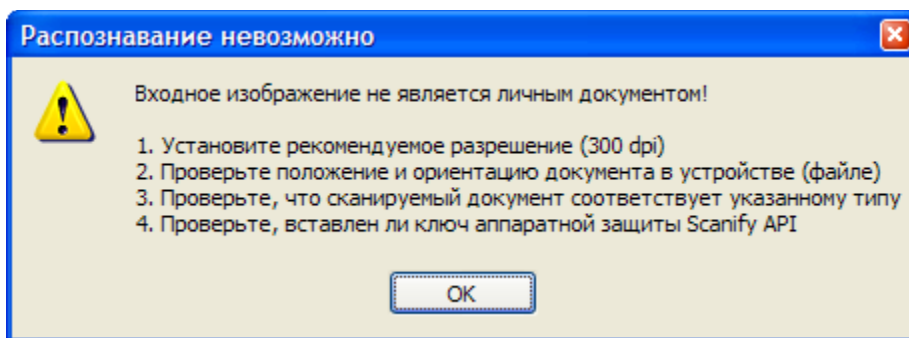 Распознавание невозможно
Входное изображение не является личным документом!
1. Установите рекомендуемое разрешение (300 dpi)
2. Проверьте положение и ориентацию документа в устройстве (файле)
3. Проверьте, что сканируемый документ соответствует указанному типу
4. Проверьте, вставлен ли ключ аппаратной защиты Scanify API
OK